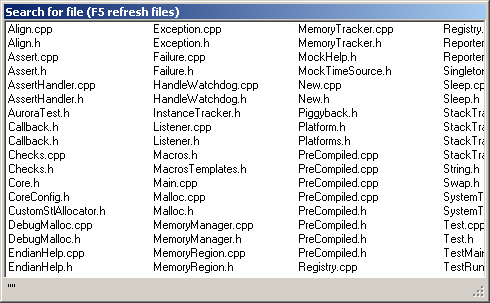 Search for file (F5 refresh files)
Align.cpp
Align.h
Assert.cpp
Assert.h
AssertHandler.cpp
AssertHandler.h
AuroraTest.h
Callback.h
Callback.h
Checks.cpp
Checks.h
Core.h
CoreConfig.h
CustomStlAllocator.h
DebugMalloc.cpp
DebugMalloc.h
EndianHelp.cpp
EndianHelp.h
Exception.cpp
Exception.h
Failure.cpp
Failure.h
HandleWatchdog.cpp
HandleWatchdog.h
InstanceTracker.h
Listener.cpp
Listener.h
Macros.h
MacrosTemplates.h
Main.cpp
Malloc.cpp
Malloc.h
MemoryManager.cpp
MemoryManager.h
MemoryRegion.cpp
MemoryRegion.h
MemoryTracker.cpp
MemoryTracker.h
MockHelp.h
MockTimeSource.h
New.cpp
New.h
Piggyback.h
Platform.h
Platforms.h
PreCompiled.cpp
PreCompiled.cpp
PreCompiled.cpp
PreCompiled.cpp
PreCompiled.h
PreCompiled.h
PreCompiled.h
PreCompiled.h
Registry.cpp
Registry.
Reporter
Reporter
Singleton
Sleep.cp
Sleep.h
StackTra
StackTra
StackTra
StackTra
String.h
Swap.h
SystemT
SystemT
Test.cpp
Test.h
TestMain
TestRun
""